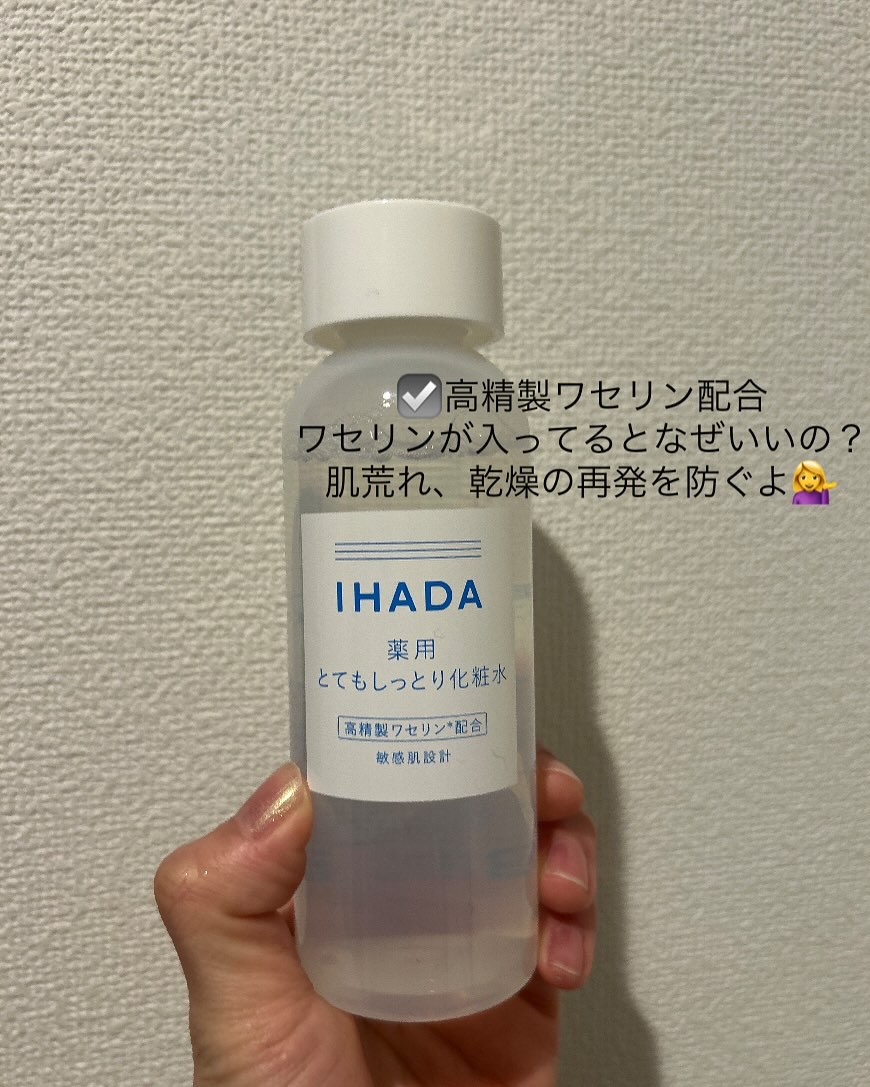 ☑高精製ワセリン配合
ワセリンが入ってるとなぜいいの？
肌荒れ、乾燥の再発を防ぐよ💁‍♀️
IHADA
薬用
とてもしっとり化粧水
高精製ワセリン*配合
敏感肌設計